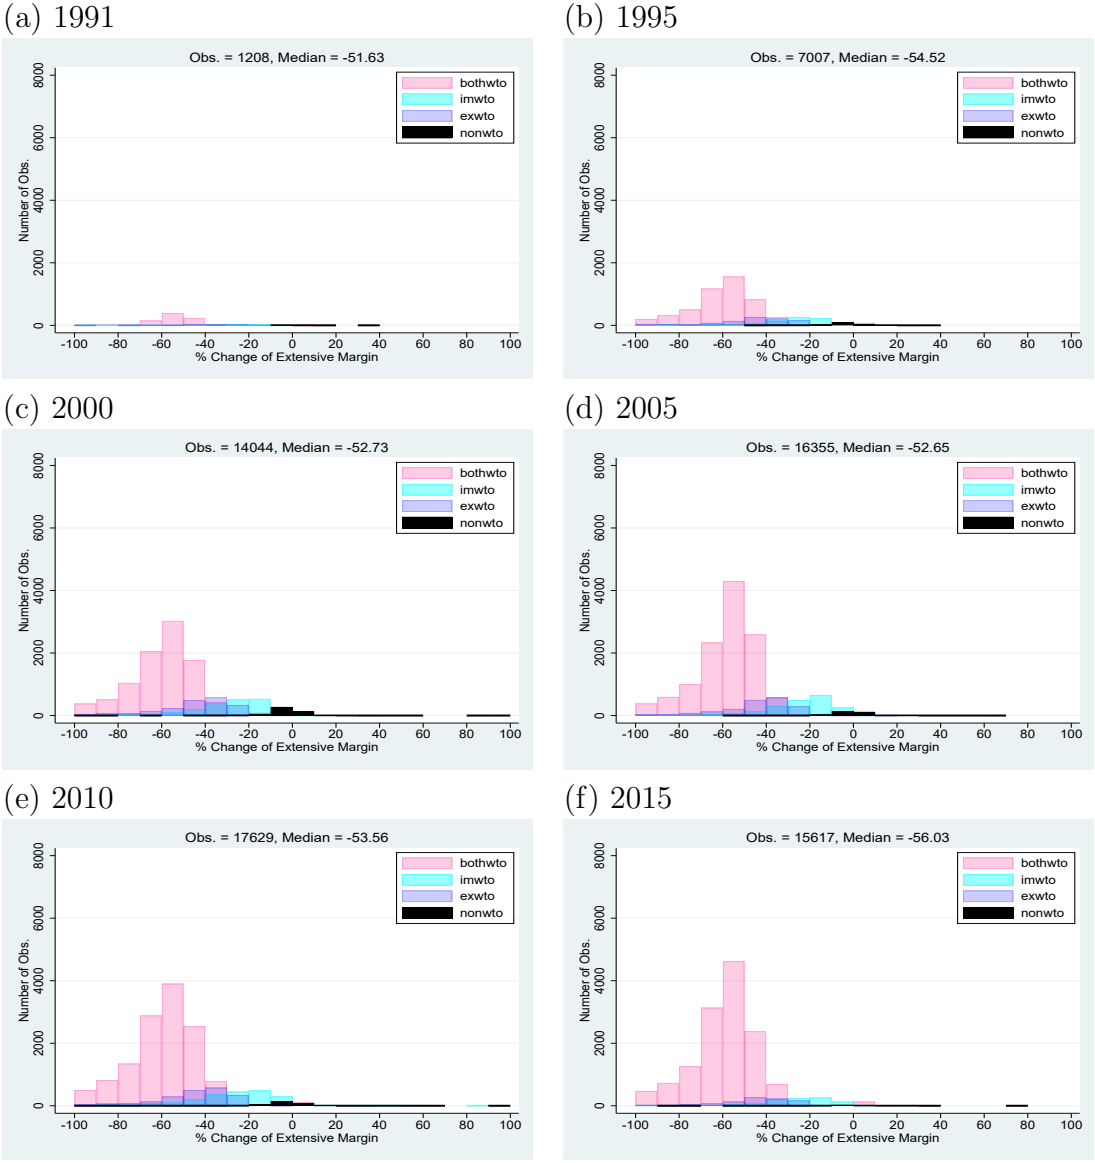 (a) 1991
Obs. = 1208, Median = -51.63
bothwto
imwto
exwto
nonwto
Number of Obs.
8000
6000
4000
2000
0
-100 -80 -60 -40 -20 0 20 40 60 80 100
% Change of Extensive Margin
(b) 1995
Obs. = 7007, Median = -54.52
bothwto
imwto
exwto
nonwto
Number of Obs.
8000
6000
4000
2000
0
-100 -80 -60 -40 -20 0 20 40 60 80 100
% Change of Extensive Margin
(c) 2000
Obs. = 14044, Median = -52.73
bothwto
imwto
exwto
nonwto
Number of Obs.
8000
6000
4000
2000
0
-100 -80 -60 -40 -20 0 20 40 60 80 100
% Change of Extensive Margin
(d) 2005
Obs. = 16355, Median = -52.65
bothwto
imwto
exwto
nonwto
Number of Obs.
8000
6000
4000
2000
0
-100 -80 -60 -40 -20 0 20 40 60 80 100
% Change of Extensive Margin
(e) 2010
Obs. = 17629, Median = -53.56
bothwto
imwto
exwto
nonwto
Number of Obs.
8000
6000
4000
2000
0
-100 -80 -60 -40 -20 0 20 40 60 80 100
% Change of Extensive Margin
(f) 2015
Obs. = 15617, Median = -56.03
bothwto
imwto
exwto
nonwto
Number of Obs.
8000
6000
4000
2000
0
-100 -80 -60 -40 -20 0 20 40 60 80 100
% Change of Extensive Margin